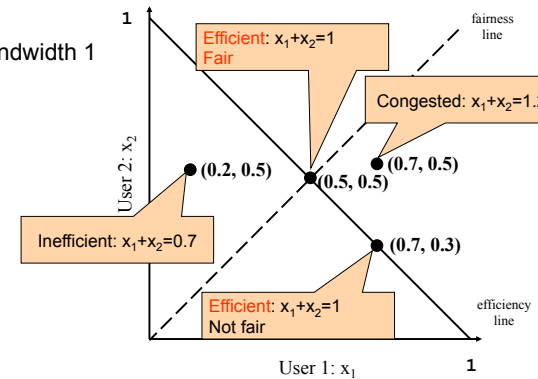 1
Efficient: x₁+x₂=1
Fair
fairness
line
bandwidth 1
Congested: x₁+x₂=1.
User 2: x₂
(0.2, 0.5)
(0.5, 0.5)
(0.7, 0.5)
Inefficient: x₁+x₂=0.7
(0.7, 0.3)
Efficient: x₁+x₂=1
Not fair
efficiency
line
User 1: x₁
1